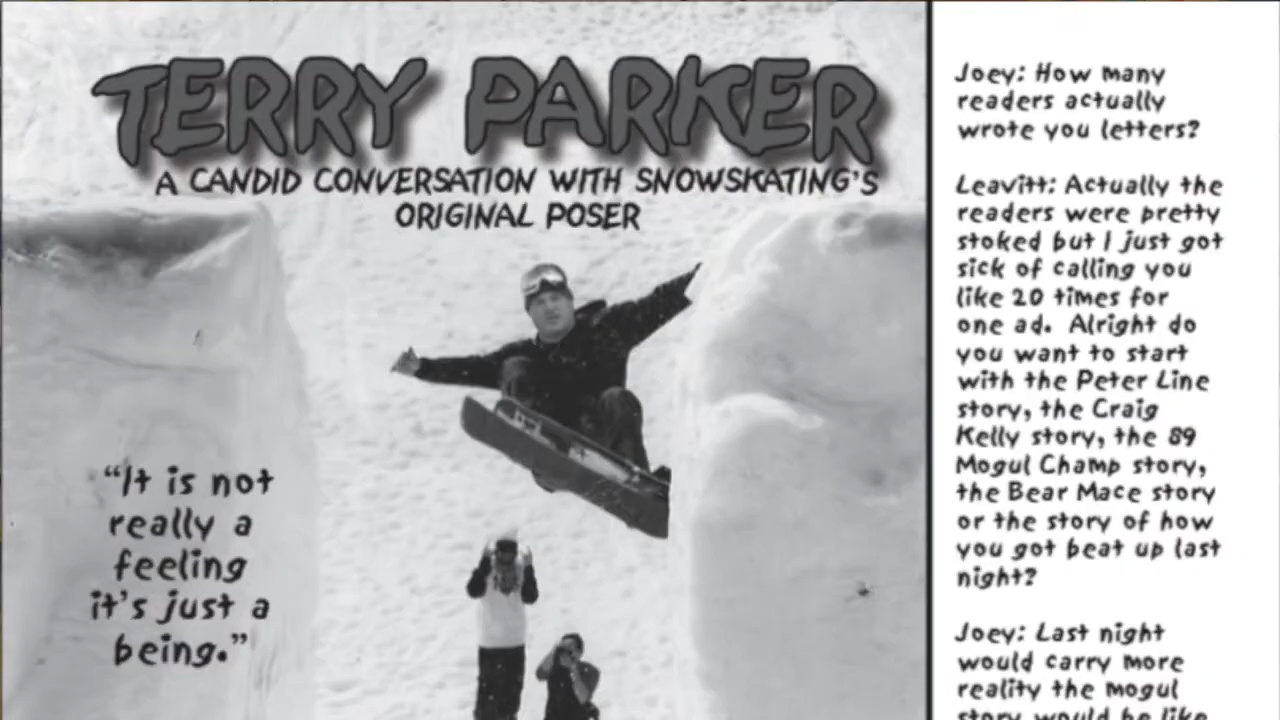 TERRY PARKER
A CANDID CONVERSATION WITH SNOWSKATING'S
ORIGINAL POSER
"It is not
really a
feeling
it's just a
being."
Joey: How many
readers actually
wrote you letters?
Leavitt: Actually the
readers were pretty
stoked but I just got
sick of calling you
like 20 times for
one ad. Alright do
you want to start
with the Peter Line
story, the Craig
Kelly story, the 89
Mogul Champ story,
the Bear Mace story
or the story of how
you got beat up last
night?
Joey: Last night
would carry more
reality the mogul
story would be like